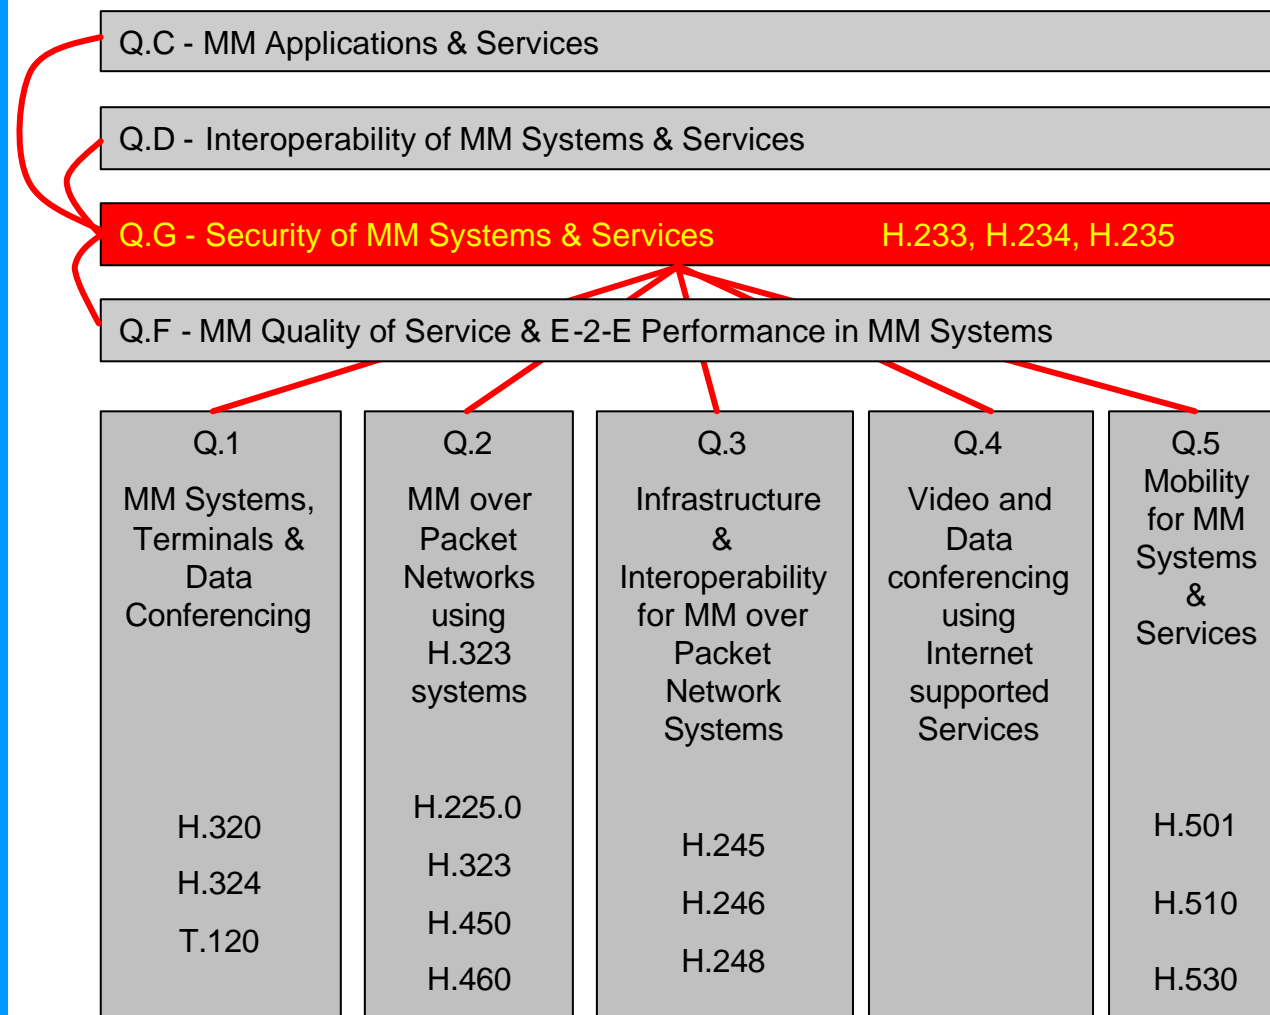 Q.C - MM Applications & Services
Q.D - Interoperability of MM Systems & Services
Q.G - Security of MM Systems & Services H.233, H.234, H.235
Q.F - MM Quality of Service & E-2-E Performance in MM Systems
Q.1
MM Systems,
Terminals &
Data
Conferencing
H.320
H.324
T.120
Q.2
MM over
Packet
Networks
using
H.323
systems
H.225.0
H.323
H.450
H.460
Q.3
Infrastructure
&
Interoperability
for MM over
Packet
Network
Systems
H.245
H.246
H.248
Q.4
Video and
Data
conferencing
using
Internet
supported
Services
Q.5
Mobility
for MM
Systems
&
Services
H.501
H.510
H.530